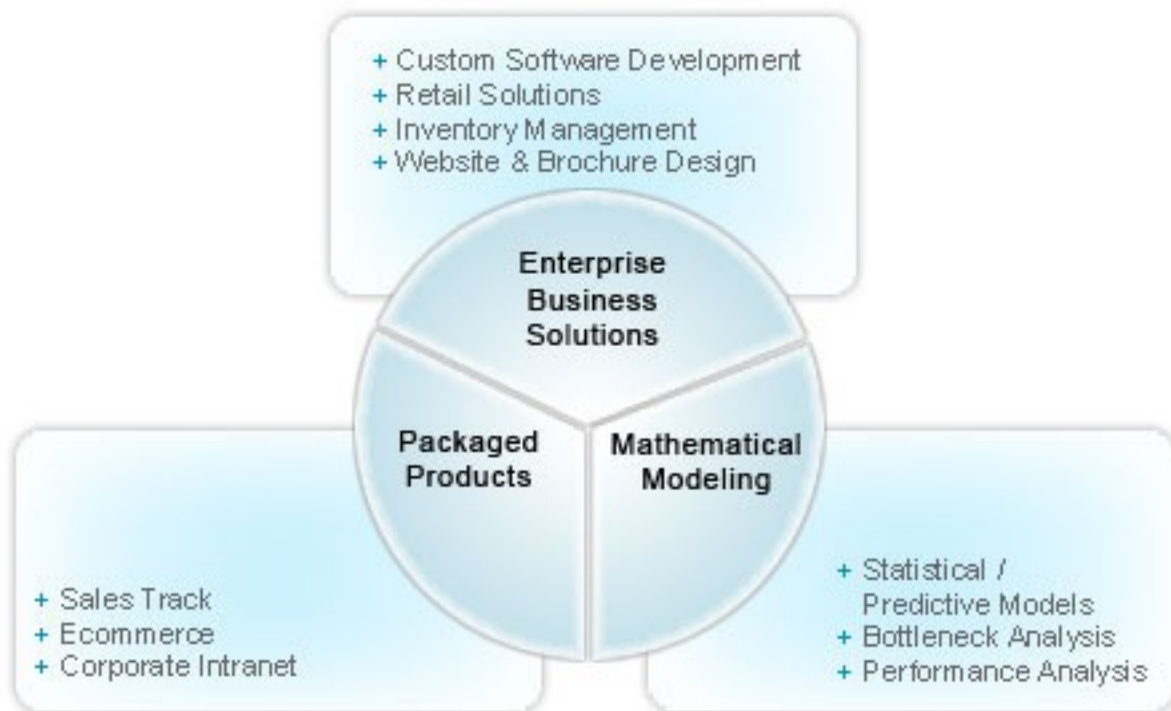 + Custom Software Development
+ Retail Solutions
+ Inventory Management
+ Website & Brochure Design
Enterprise
Business
Solutions
Packaged
Products
Mathematical
Modeling
+ Sales Track
+ Ecommerce
+ Corporate Intranet
+ Statistical /
Predictive Models
+ Bottleneck Analysis
+ Performance Analysis